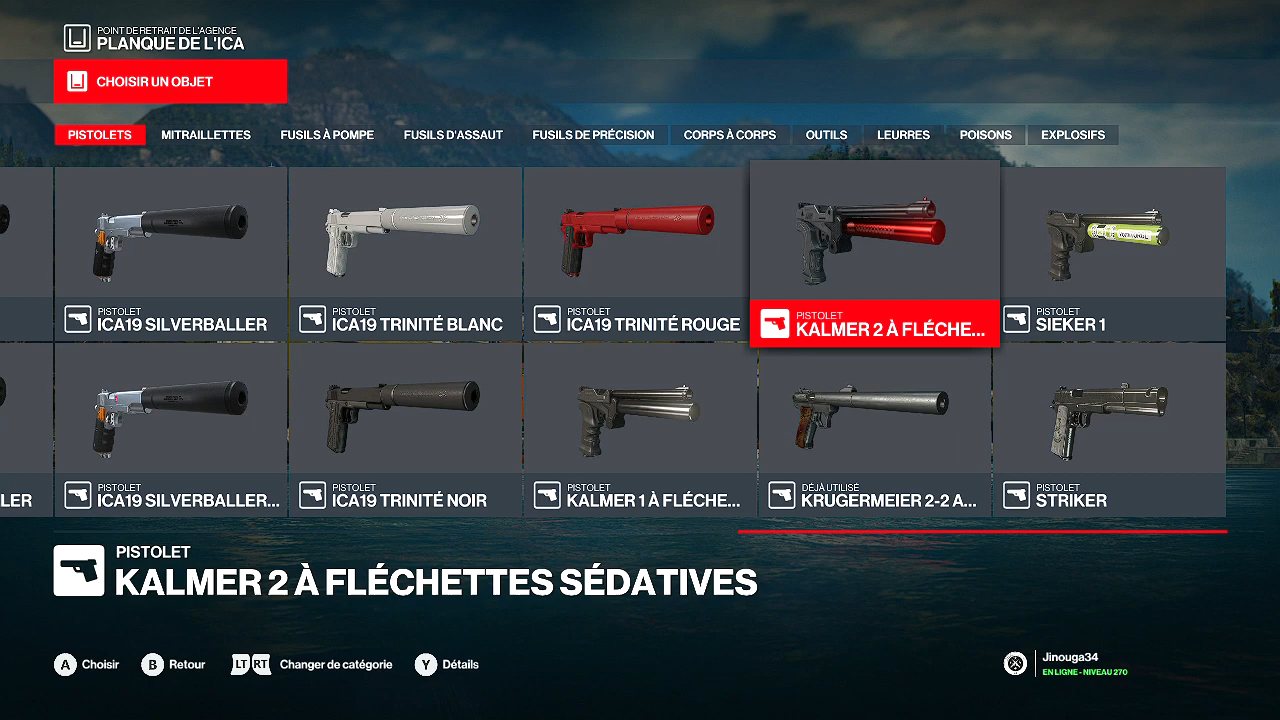 POINT DE RETRAIT DE L'AGENCE
PLANQUE DE L'ICA
CHOISIR UN OBJET
PISTOLETS MITRAILLETTES FUSILS À POMPE FUSILS D'ASSAUT FUSILS DE PRÉCISION CORPS À CORPS OUTILS LEURRES POISONS EXPLOSIFS
PISTOLET
ICA19 SILVERBALLER
PISTOLET
ICA19 TRINITÉ BLANC
PISTOLET
ICA19 TRINITÉ ROUGE
PISTOLET
KALMER 2 À FLÉCHE...
PISTOLET
SIEKER 1
LER
PISTOLET
ICA19 SILVERBALLER...
PISTOLET
ICA19 TRINITÉ NOIR
PISTOLET
KALMER 1 À FLÉCHE...
DÉJÀ UTILISÉ
KRUGERMEIER 2-2 A...
PISTOLET
STRIKER
PISTOLET
KALMER 2 À FLÉCHETTES SÉDATIVES
A Choisir B Retour LT RT Changer de catégorie Y Détails
Jinouga34
EN LIGNE - NIVEAU 270